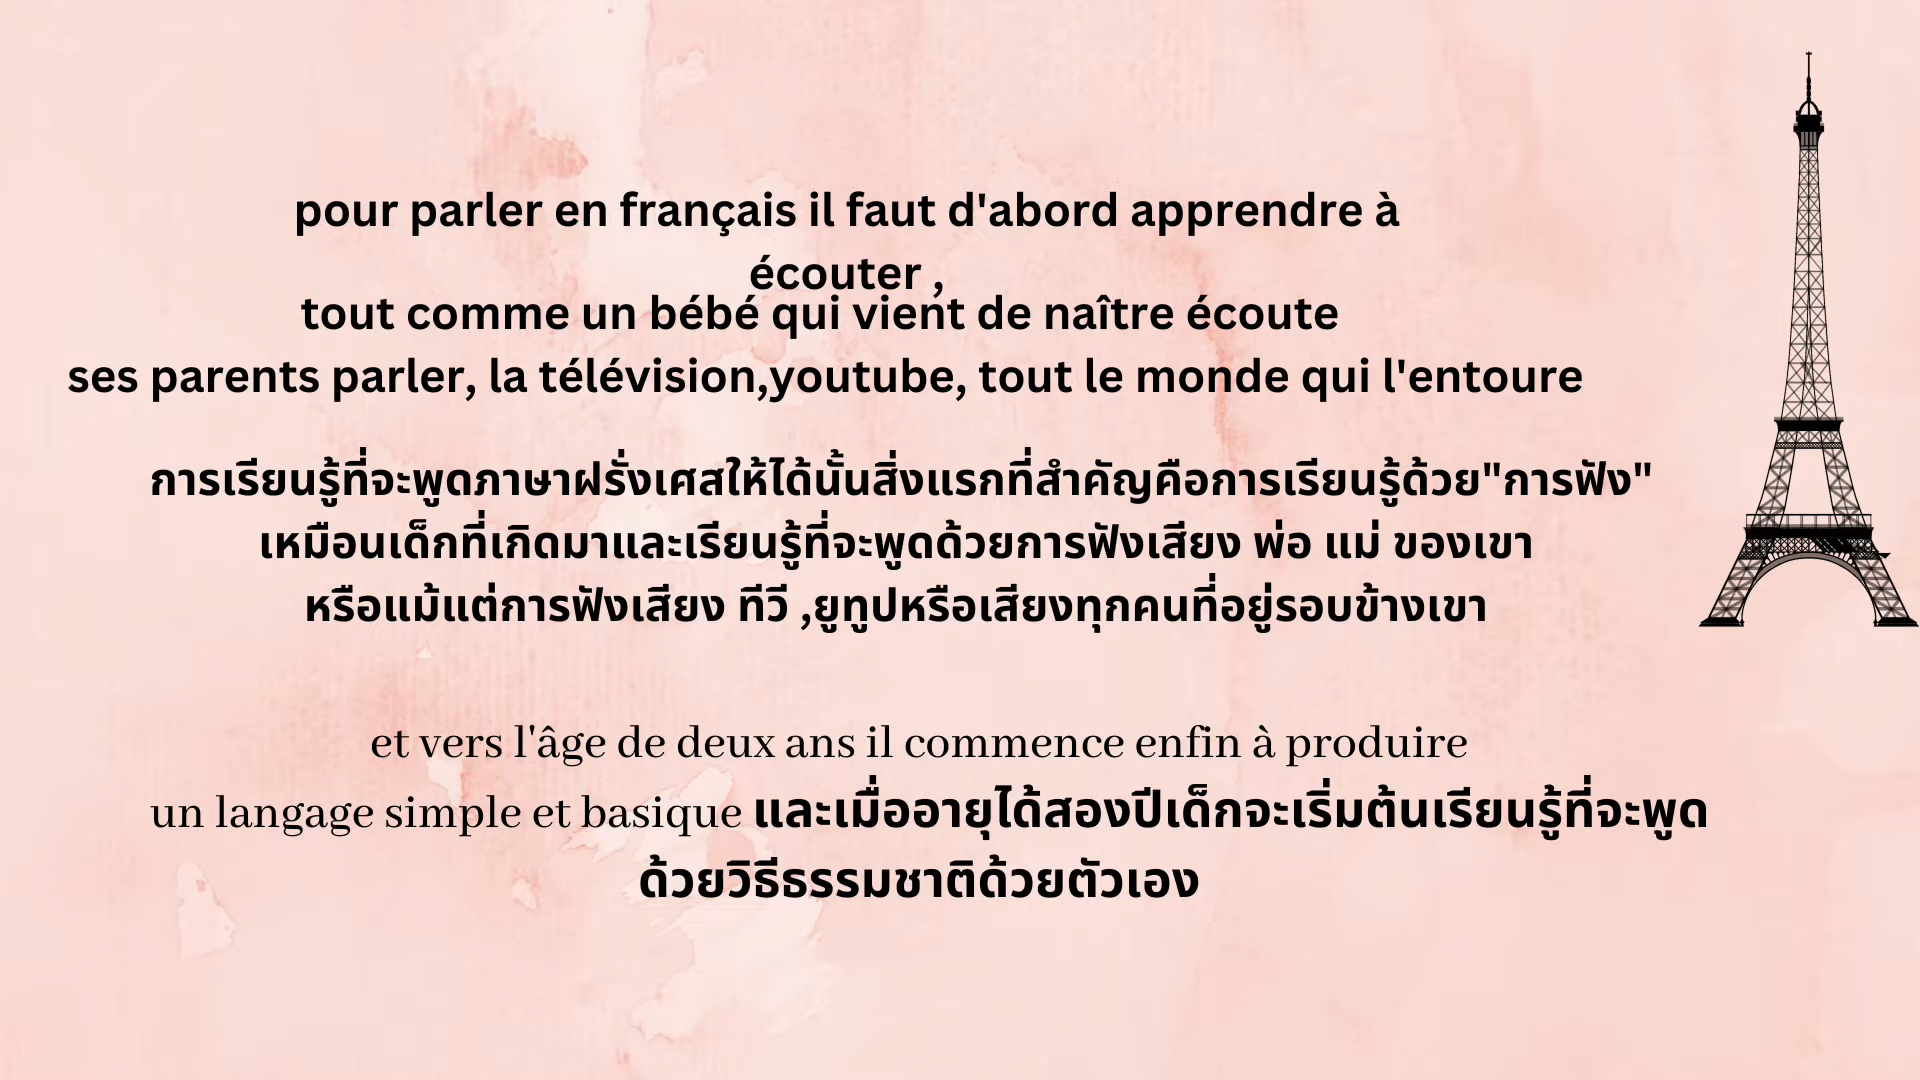 pour parler en français il faut d'abord apprendre à
écouter ,
tout comme un bébé qui vient de naître écoute
ses parents parler, la télévision,youtube, tout le monde qui l'entoure
การเรียนรู้ที่จะพูดภาษาฝรั่งเศสให้ได้นั้นสิ่งแรกที่สำคัญคือการเรียนรู้ด้วย"การฟัง"
เหมือนเด็กที่เกิดมาและเรียนรู้ที่จะพูดด้วยการฟังเสียง พ่อ แม่ ของเขา
หรือแม้แต่การฟังเสียง ทีวี ,ยูทูปหรือเสียงทุกคนที่อยู่รอบข้างเขา
et vers l'âge de deux ans il commence enfin à produire
un langage simple et basique และเมื่ออายุได้สองปีเด็กจะเริ่มต้นเรียนรู้ที่จะพูด
ด้วยวิธีธรรมชาติด้วยตัวเอง